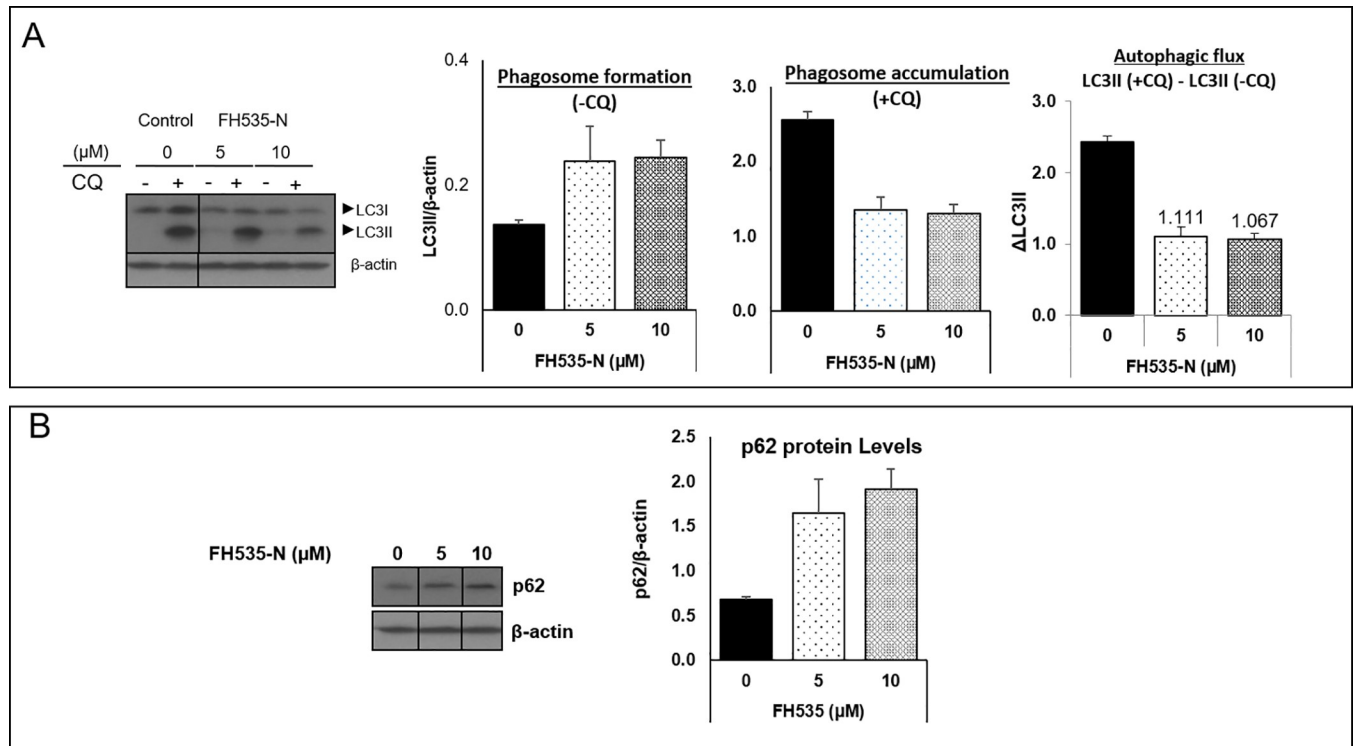 A
Control FH535-N
(µM) 0 5 10
CQ - + - + - +
►LC3I
►LC3II
β-actin
Phagosome formation
(-CQ)
LC3II/β-actin
0.4
0.2
0.0
0 5 10
FH535-N (µM)
Phagosome accumulation
(+CQ)
3.0
2.0
1.0
0.0
0 5 10
FH535-N (µM)
Autophagic flux
LC3II (+CQ) - LC3II (-CQ)
ΔLC3II
3.0
2.0
1.0
0.0
1.111 1.067
0 5 10
FH535-N (µM)
B
FH535-N (µM) 0 5 10
p62
β-actin
p62 protein Levels
p62/β-actin
2.5
2.0
1.5
1.0
0.5
0.0
0 5 10
FH535 (µM)